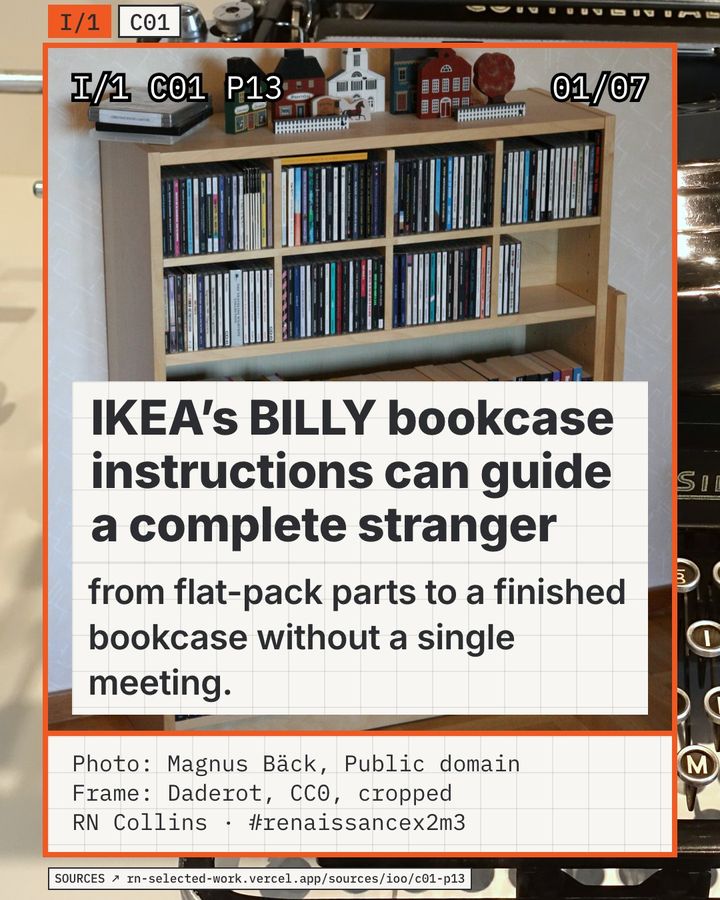 CONTINENTAL
I/1 C01
I/1 C01 P13 01/07
IKEA's BILLY bookcase
instructions can guide
a complete stranger
from flat-pack parts to a finished
bookcase without a single
meeting.
Photo: Magnus Bäck, Public domain
Frame: Daderot, CC0, cropped
RN Collins · #renaissancex2m3
SOURCES ↗ rn-selected-work.vercel.app/sources/ioo/c01-p13
I
M